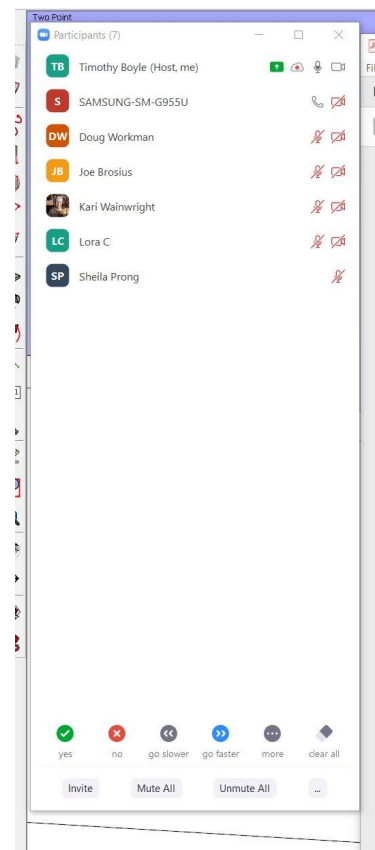 Two Point
Participants (7)
TB Timothy Boyle (Host, me)
S SAMSUNG-SM-G955U
DW Doug Workman
JB Joe Brosius
Kari Wainwright
LC Lora C
SP Sheila Prong
yes no go slower go faster more clear all
Invite Mute All Unmute All ...